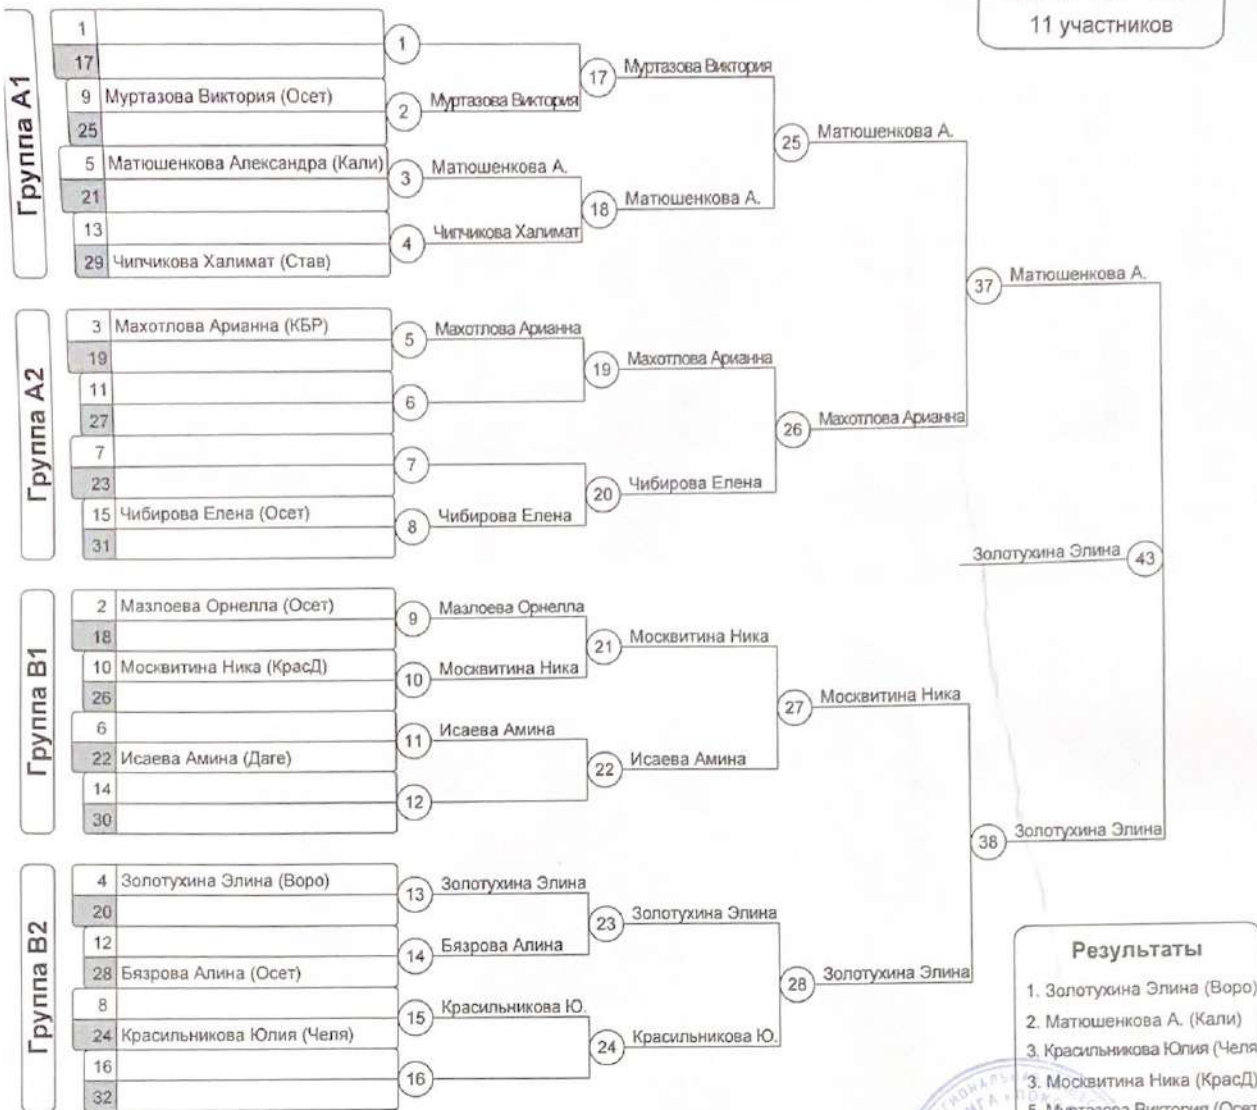 11 участников
Группа А1
1
17
9 Муртазова Виктория (Осет)
25
5 Матюшенкова Александра (Кали)
21
13
29 Чипчикова Халимат (Став)
1
2 Муртазова Виктория
3 Матюшенкова А.
4 Чипчикова Халимат
17 Муртазова Виктория
18 Матюшенкова А.
25 Матюшенкова А.
Группа А2
3 Махотлова Арианна (КБР)
19
11
27
7
23
15 Чибирова Елена (Осет)
31
5 Махотлова Арианна
6
7
8 Чибирова Елена
19 Махотлова Арианна
20 Чибирова Елена
26 Махотлова Арианна
37 Матюшенкова А.
Золотухина Элина 43
Группа В1
2 Мазлоева Орнелла (Осет)
18
10 Москвитина Ника (КрасД)
26
6
22 Исаева Амина (Даге)
14
30
9 Мазлоева Орнелла
10 Москвитина Ника
11 Исаева Амина
12
21 Москвитина Ника
22 Исаева Амина
27 Москвитина Ника
Группа В2
4 Золотухина Элина (Воро)
20
12
28 Бязрова Алина (Осет)
8
24 Красильникова Юлия (Челя)
16
32
13 Золотухина Элина
14 Бязрова Алина
15 Красильникова Ю.
16
23 Золотухина Элина
24 Красильникова Ю.
28 Золотухина Элина
38 Золотухина Элина
Результаты
1. Золотухина Элина (Воро)
2. Матюшенкова А. (Кали)
3. Красильникова Юлия (Челя
3. Москвитина Ника (КрасД)
5. Муртазова Виктория (Осет